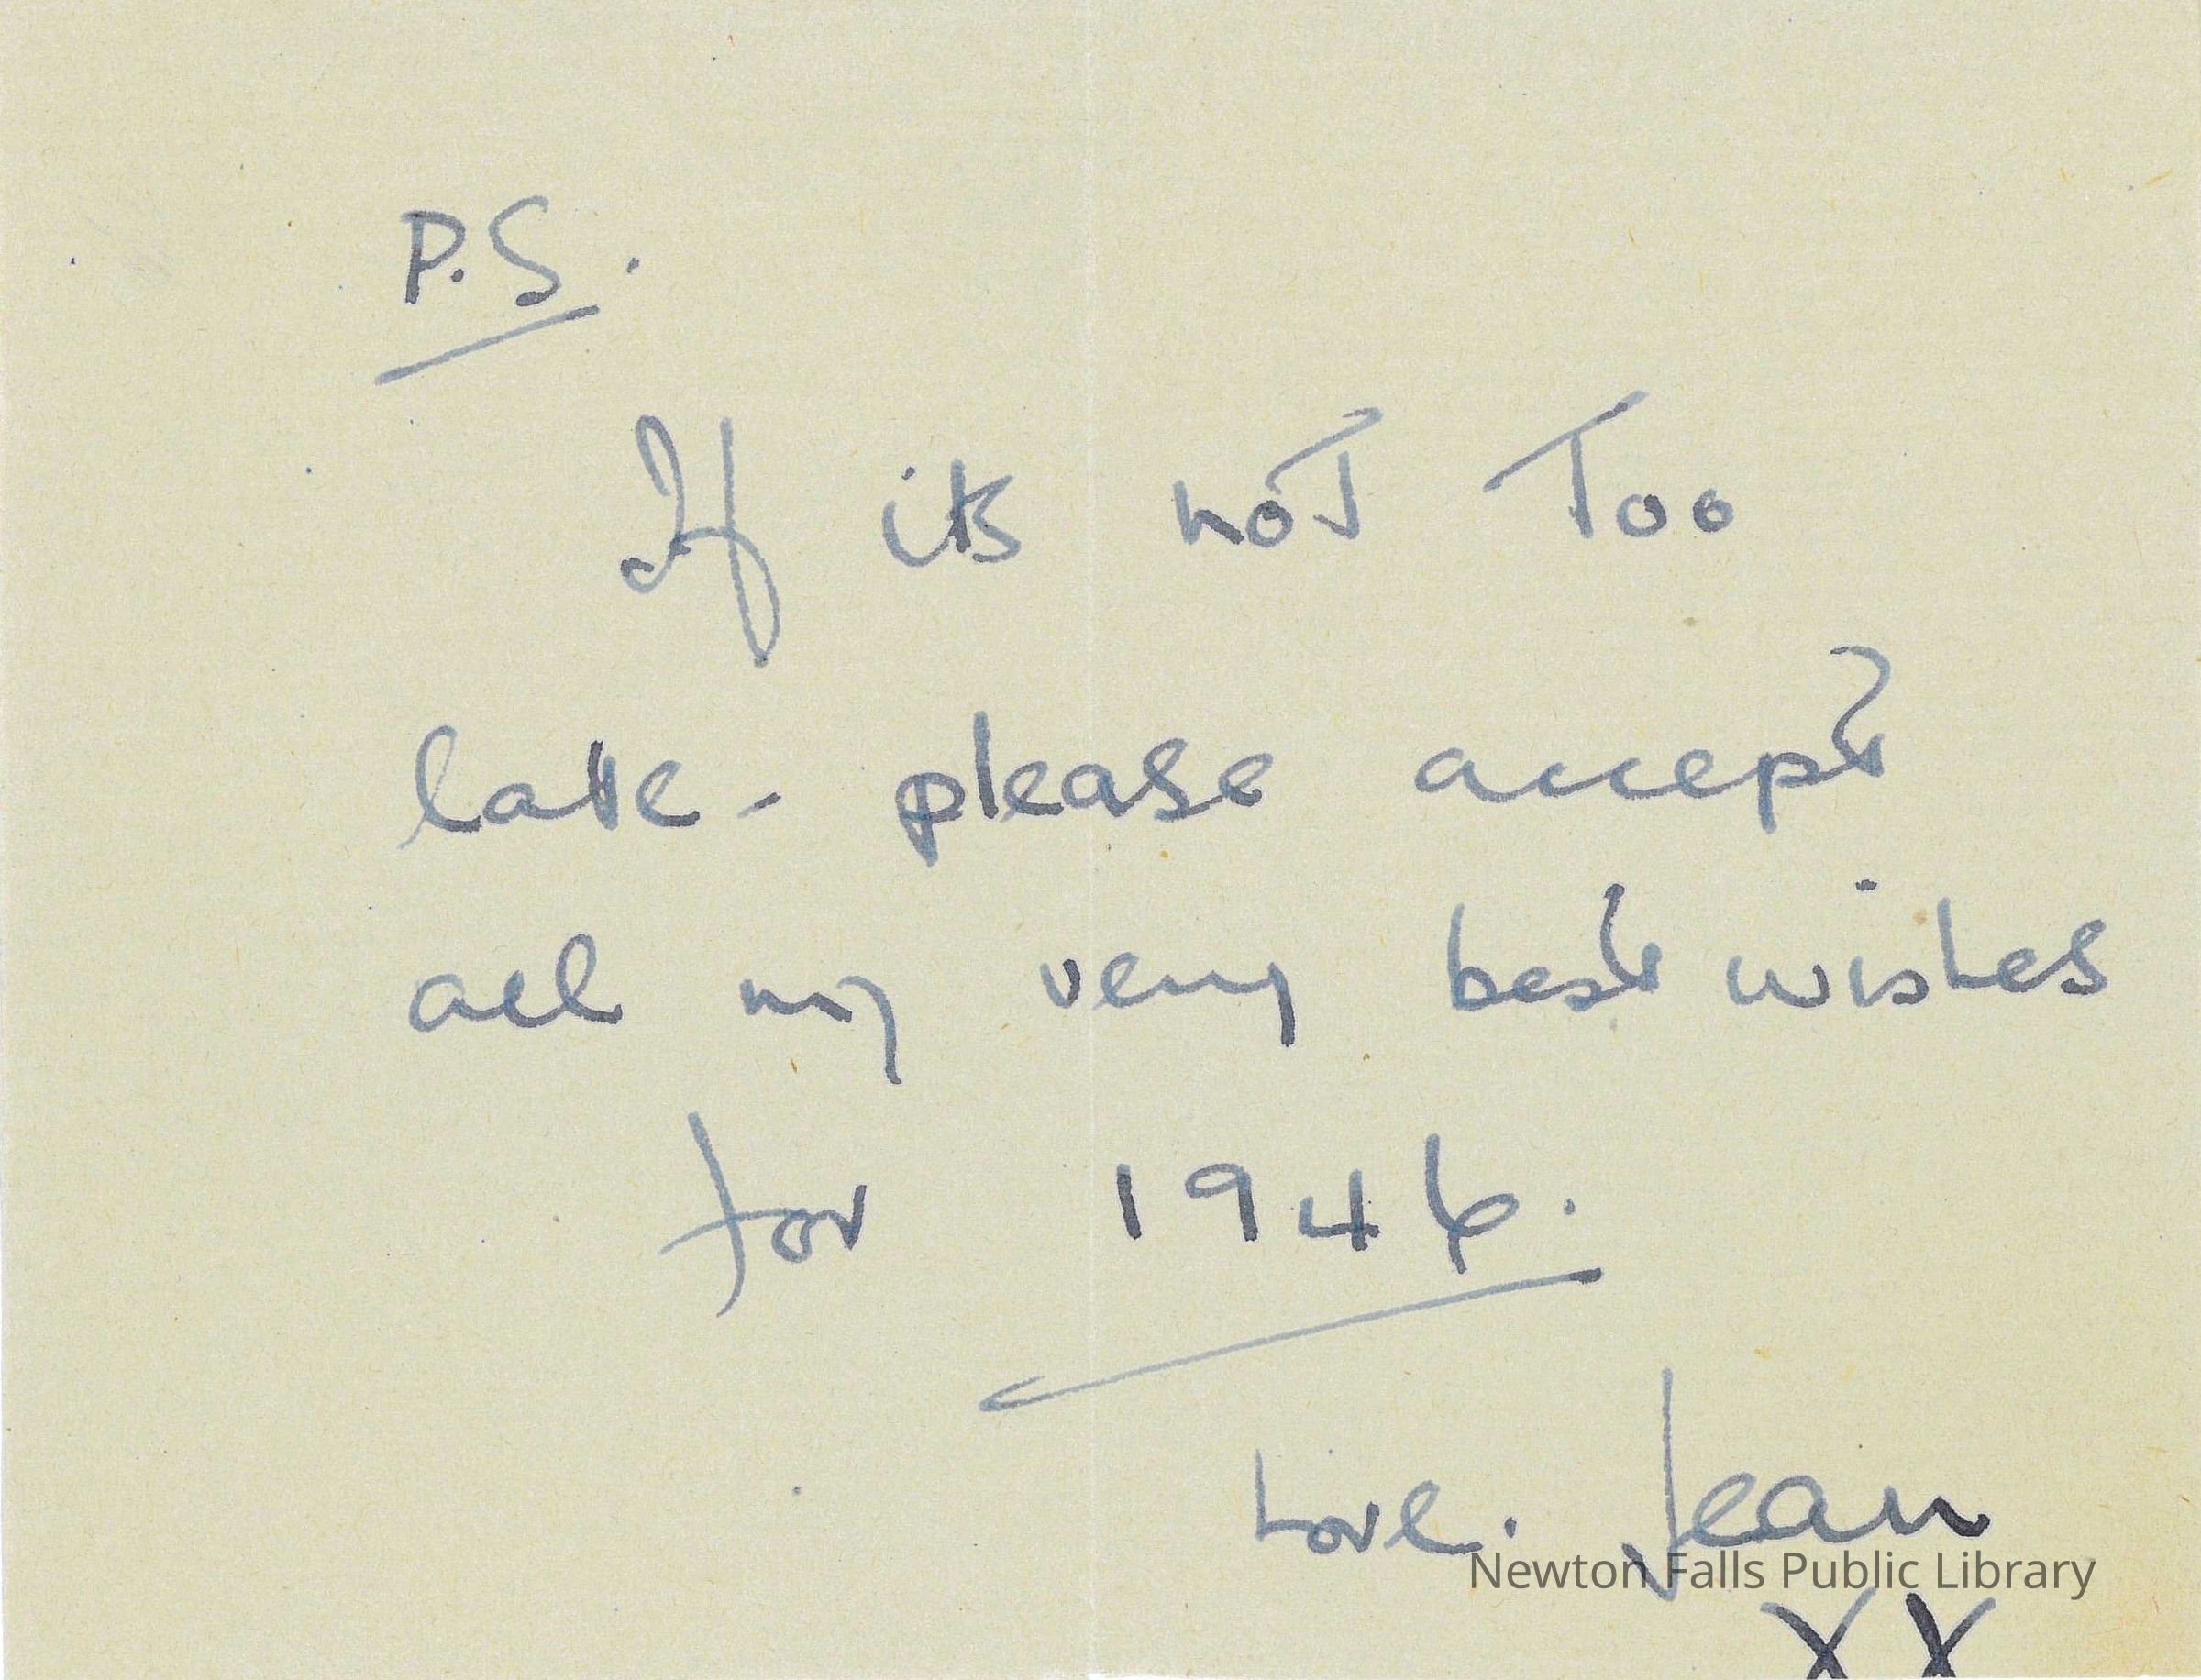 P.S.
If its not Too
late - please accept
all my very best wishes
for 1946.
Love. Jean
Newton Falls Public Library
XX